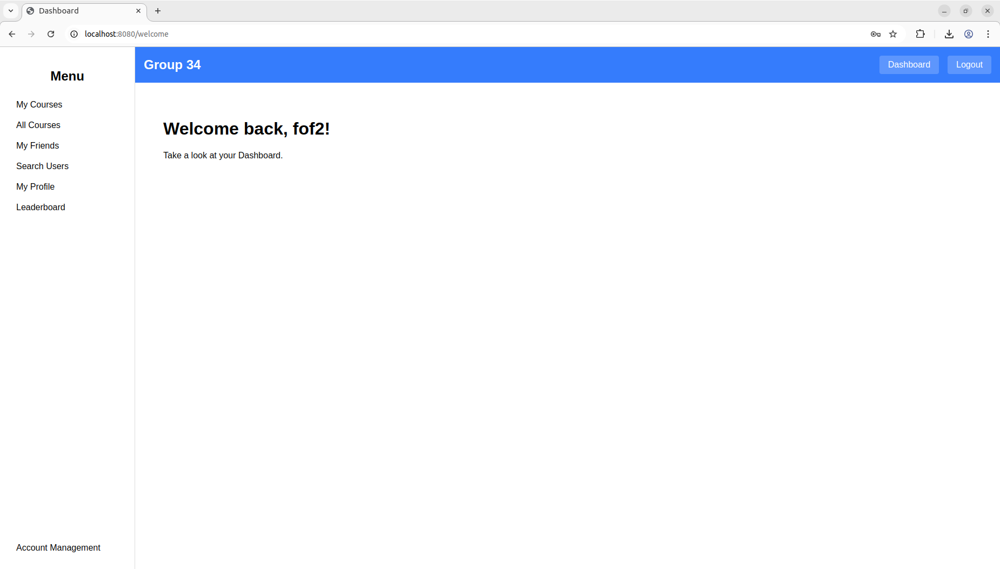 Dashboard
localhost:8080/welcome
Menu
My Courses
All Courses
My Friends
Search Users
My Profile
Leaderboard
Account Management
Group 34
Dashboard
Logout
Welcome back, fof2!
Take a look at your Dashboard.